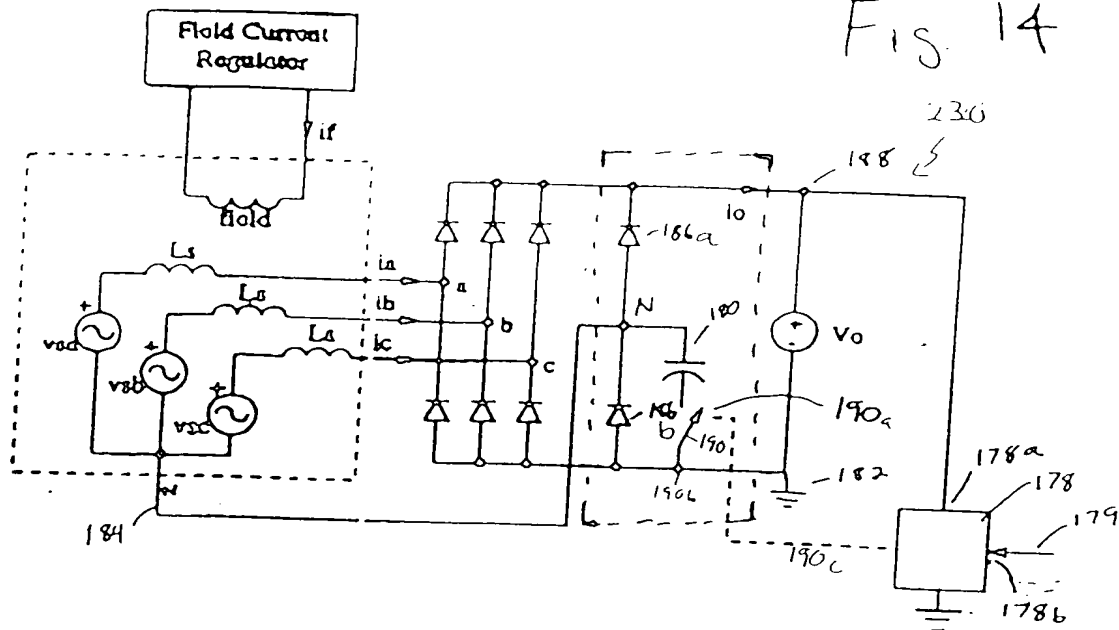 Fig. 14
Field Current
Regulator
if
230
188
Field
io
186a
Ls
ia
a
N
180
Ls
ib
b
+
vo
-
Ls
ic
c
+
vsa
+
vsb
+
vsc
186
b
190a
190
190b
182
178a
178
179
184
190c
178b